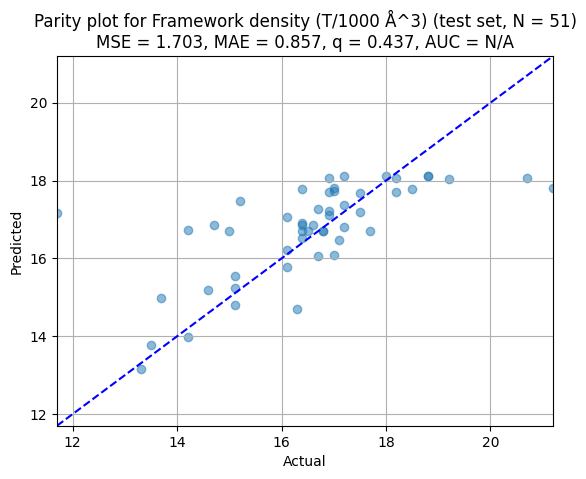 Parity plot for Framework density (T/1000 Å^3) (test set, N = 51)
MSE = 1.703, MAE = 0.857, q = 0.437, AUC = N/A
20
18
16
14
12
Predicted
12 14 16 18 20
Actual